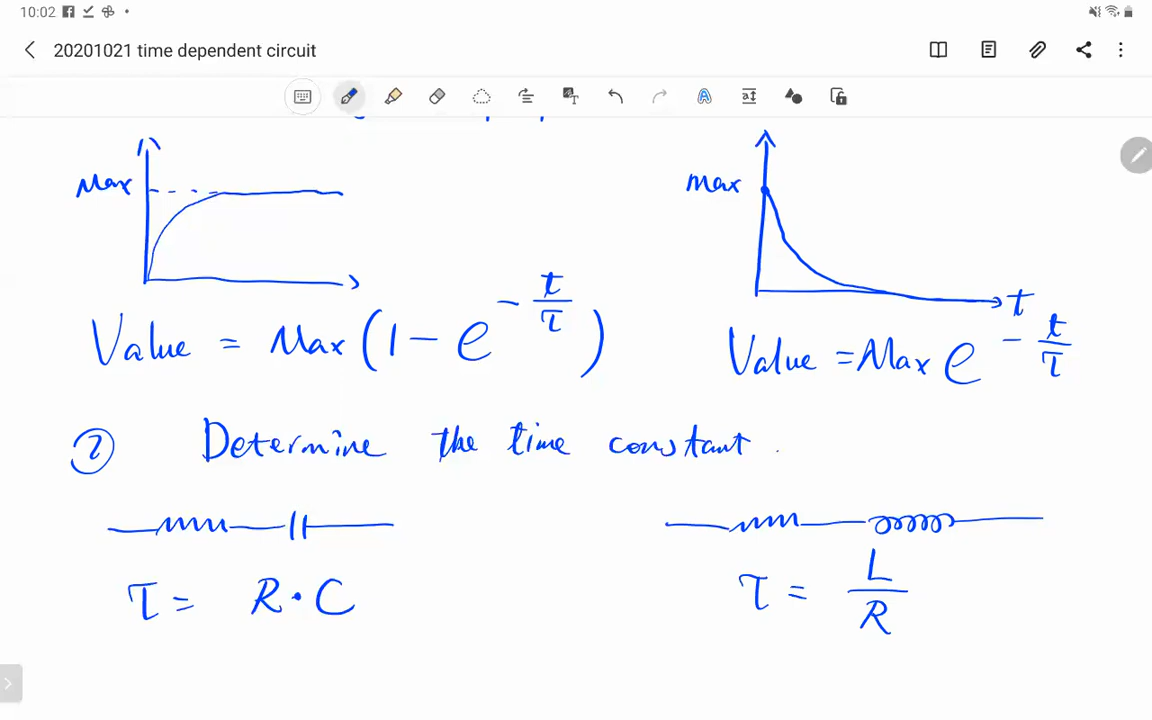 10:02
20201021 time dependent circuit
Max
max
t
Value = Max (1 - e^{-t/τ})
Value = Max e^{-t/τ}
② Determine the time constant.
τ = R·C
τ = L/R